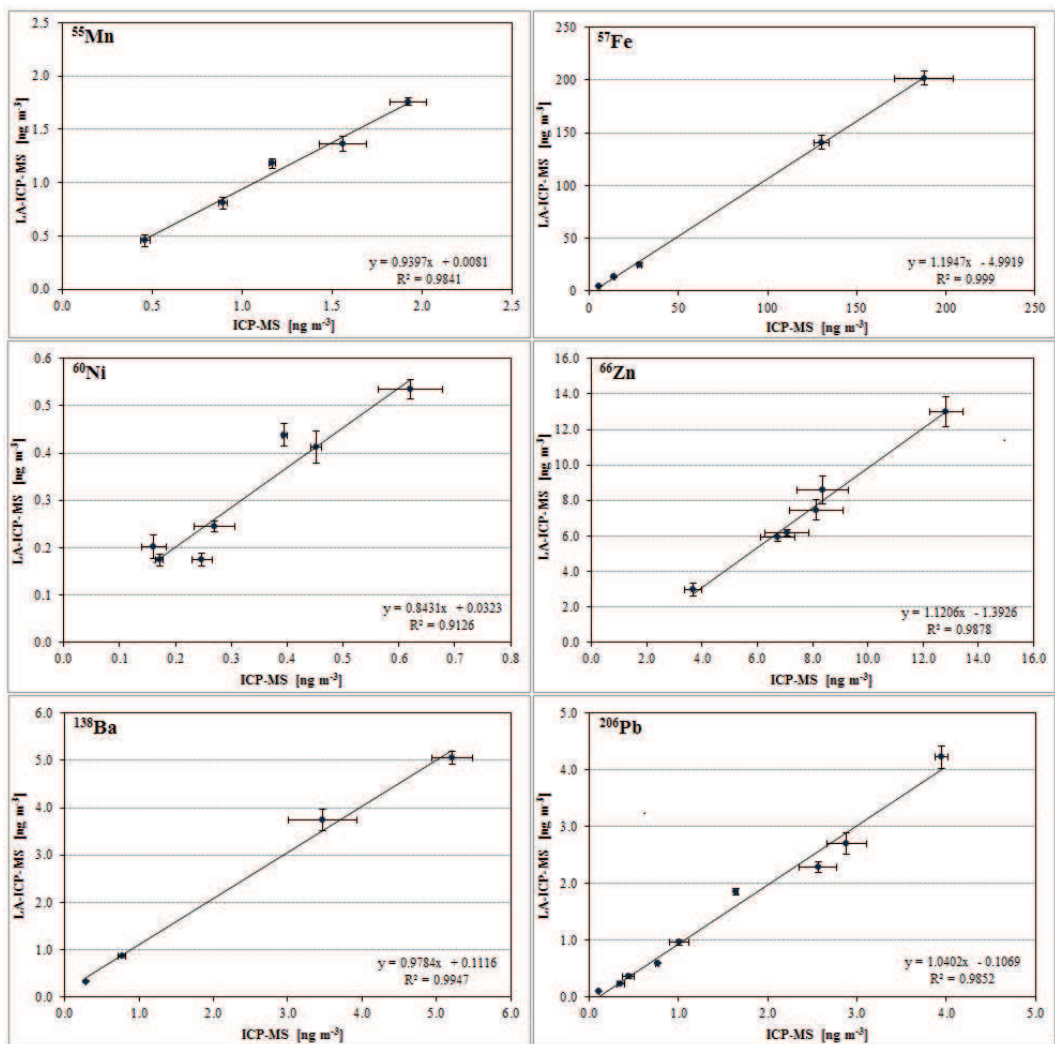 55Mn
2.5
2.0
1.5
1.0
0.5
0.0
LA-ICP-MS [ng m-3]
y = 0.9397x + 0.0081
R² = 0.9841
0.0 0.5 1.0 1.5 2.0 2.5
ICP-MS [ng m-3]
57Fe
250
200
150
100
50
0
LA-ICP-MS [ng m-3]
y = 1.1947x - 4.9919
R² = 0.999
0 50 100 150 200 250
ICP-MS [ng m-3]
60Ni
0.6
0.5
0.4
0.3
0.2
0.1
0.0
LA-ICP-MS [ng m-3]
y = 0.8431x + 0.0323
R² = 0.9126
0.0 0.1 0.2 0.3 0.4 0.5 0.6 0.7 0.8
ICP-MS [ng m-3]
66Zn
16.0
14.0
12.0
10.0
8.0
6.0
4.0
2.0
0.0
LA-ICP-MS [ng m-3]
y = 1.1206x - 1.3926
R² = 0.9878
0.0 2.0 4.0 6.0 8.0 10.0 12.0 14.0 16.0
ICP-MS [ng m-3]
138Ba
6.0
5.0
4.0
3.0
2.0
1.0
0.0
LA-ICP-MS [ng m-3]
y = 0.9784x + 0.1116
R² = 0.9947
0.0 1.0 2.0 3.0 4.0 5.0 6.0
ICP-MS [ng m-3]
206Pb
5.0
4.0
3.0
2.0
1.0
0.0
LA-ICP-MS [ng m-3]
y = 1.0402x - 0.1069
R² = 0.9852
0.0 1.0 2.0 3.0 4.0 5.0
ICP-MS [ng m-3]